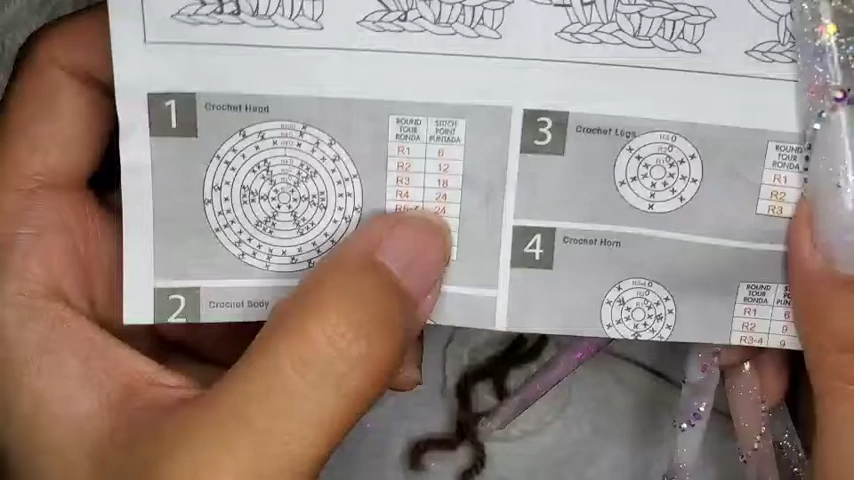 1 Crochet Head
ROUND TOUR RONDA STITCH POINT PUNTADA
R1 6
R2 12
R3 18
R4 24
24
2 Crochet Body
3 Crochet Legs
ROUND TOUR RONDA
R1
R2
R3
4 Crochet Horn
ROUND TOUR RONDA
R1 6
R2 9
R3-4 9